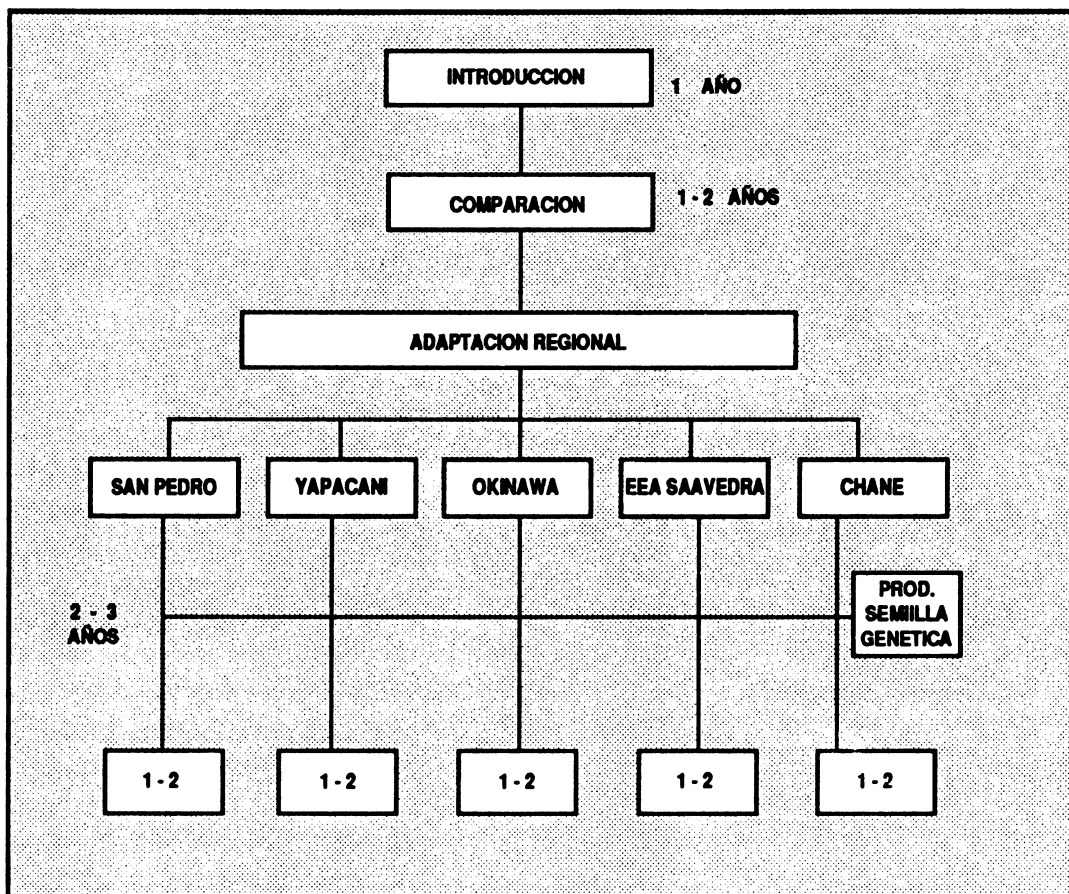 INTRODUCCION
1 AÑO
COMPARACION
1 - 2 AÑOS
ADAPTACION REGIONAL
SAN PEDRO
YAPACANI
OKINAWA
EEA SAAVEDRA
CHANE
2 - 3
AÑOS
PROD.
SEMIILLA
GENETICA
1 - 2
1 - 2
1 - 2
1 - 2
1 - 2